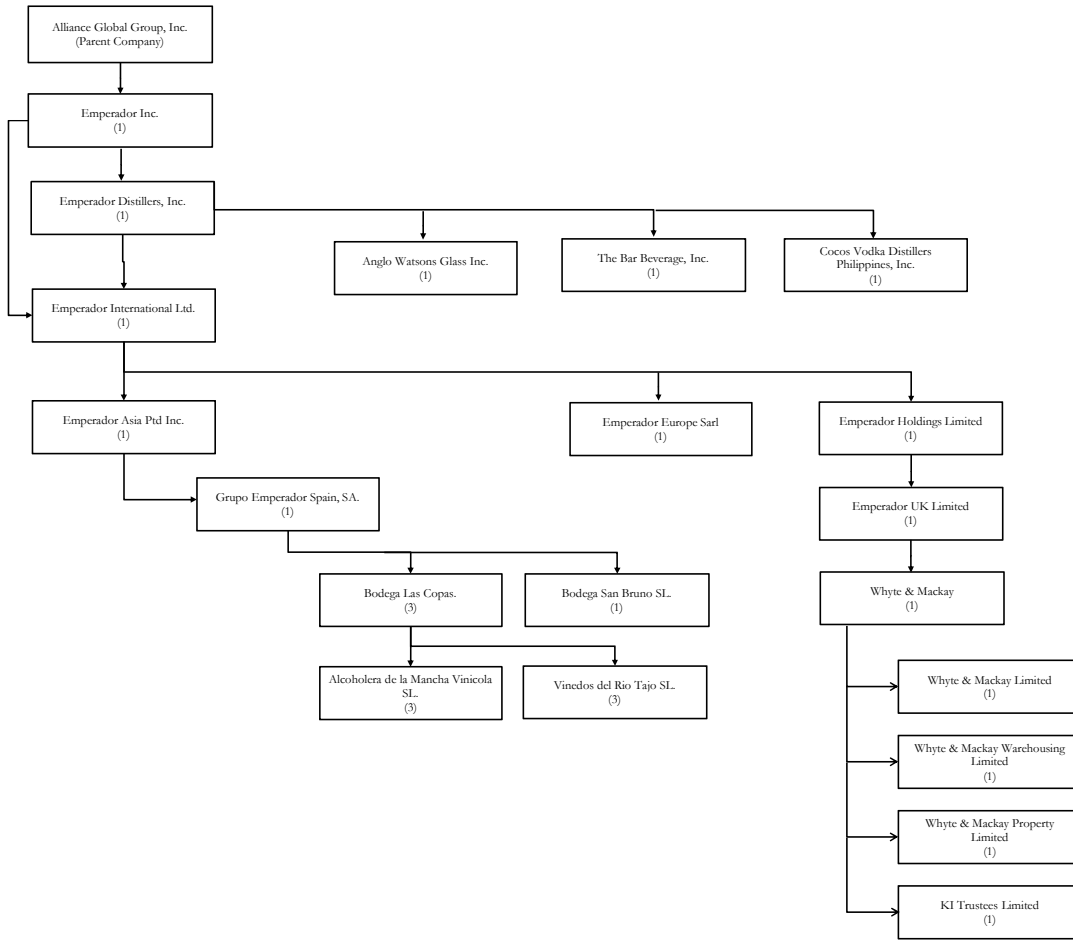 Alliance Global Group, Inc.
(Parent Company)
Emperador Inc.
(1)
Emperador Distillers, Inc.
(1)
Anglo Watsons Glass Inc.
(1)
The Bar Beverage, Inc.
(1)
Cocos Vodka Distillers
Philippines, Inc.
(1)
Emperador International Ltd.
(1)
Emperador Asia Ptd Inc.
(1)
Emperador Europe Sarl
(1)
Emperador Holdings Limited
(1)
Grupo Emperador Spain, SA.
(1)
Emperador UK Limited
(1)
Bodega Las Copas.
(3)
Bodega San Bruno SL.
(1)
Whyte & Mackay
(1)
Alcoholera de la Mancha Vinicola
SL.
(3)
Vinedos del Rio Tajo SL.
(3)
Whyte & Mackay Limited
(1)
Whyte & Mackay Warehousing
Limited
(1)
Whyte & Mackay Property
Limited
(1)
KI Trustees Limited
(1)